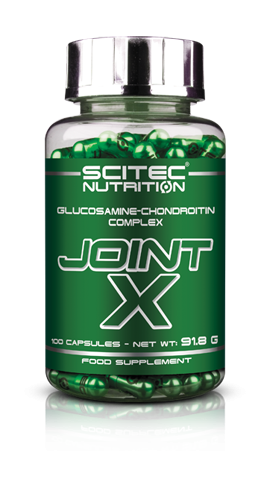 SCITEC
NUTRITION
GLUCOSAMINE-CHONDROITIN
COMPLEX
JOINT
X
100 CAPSULES - NET WT: 91.8 G
FOOD SUPPLEMENT